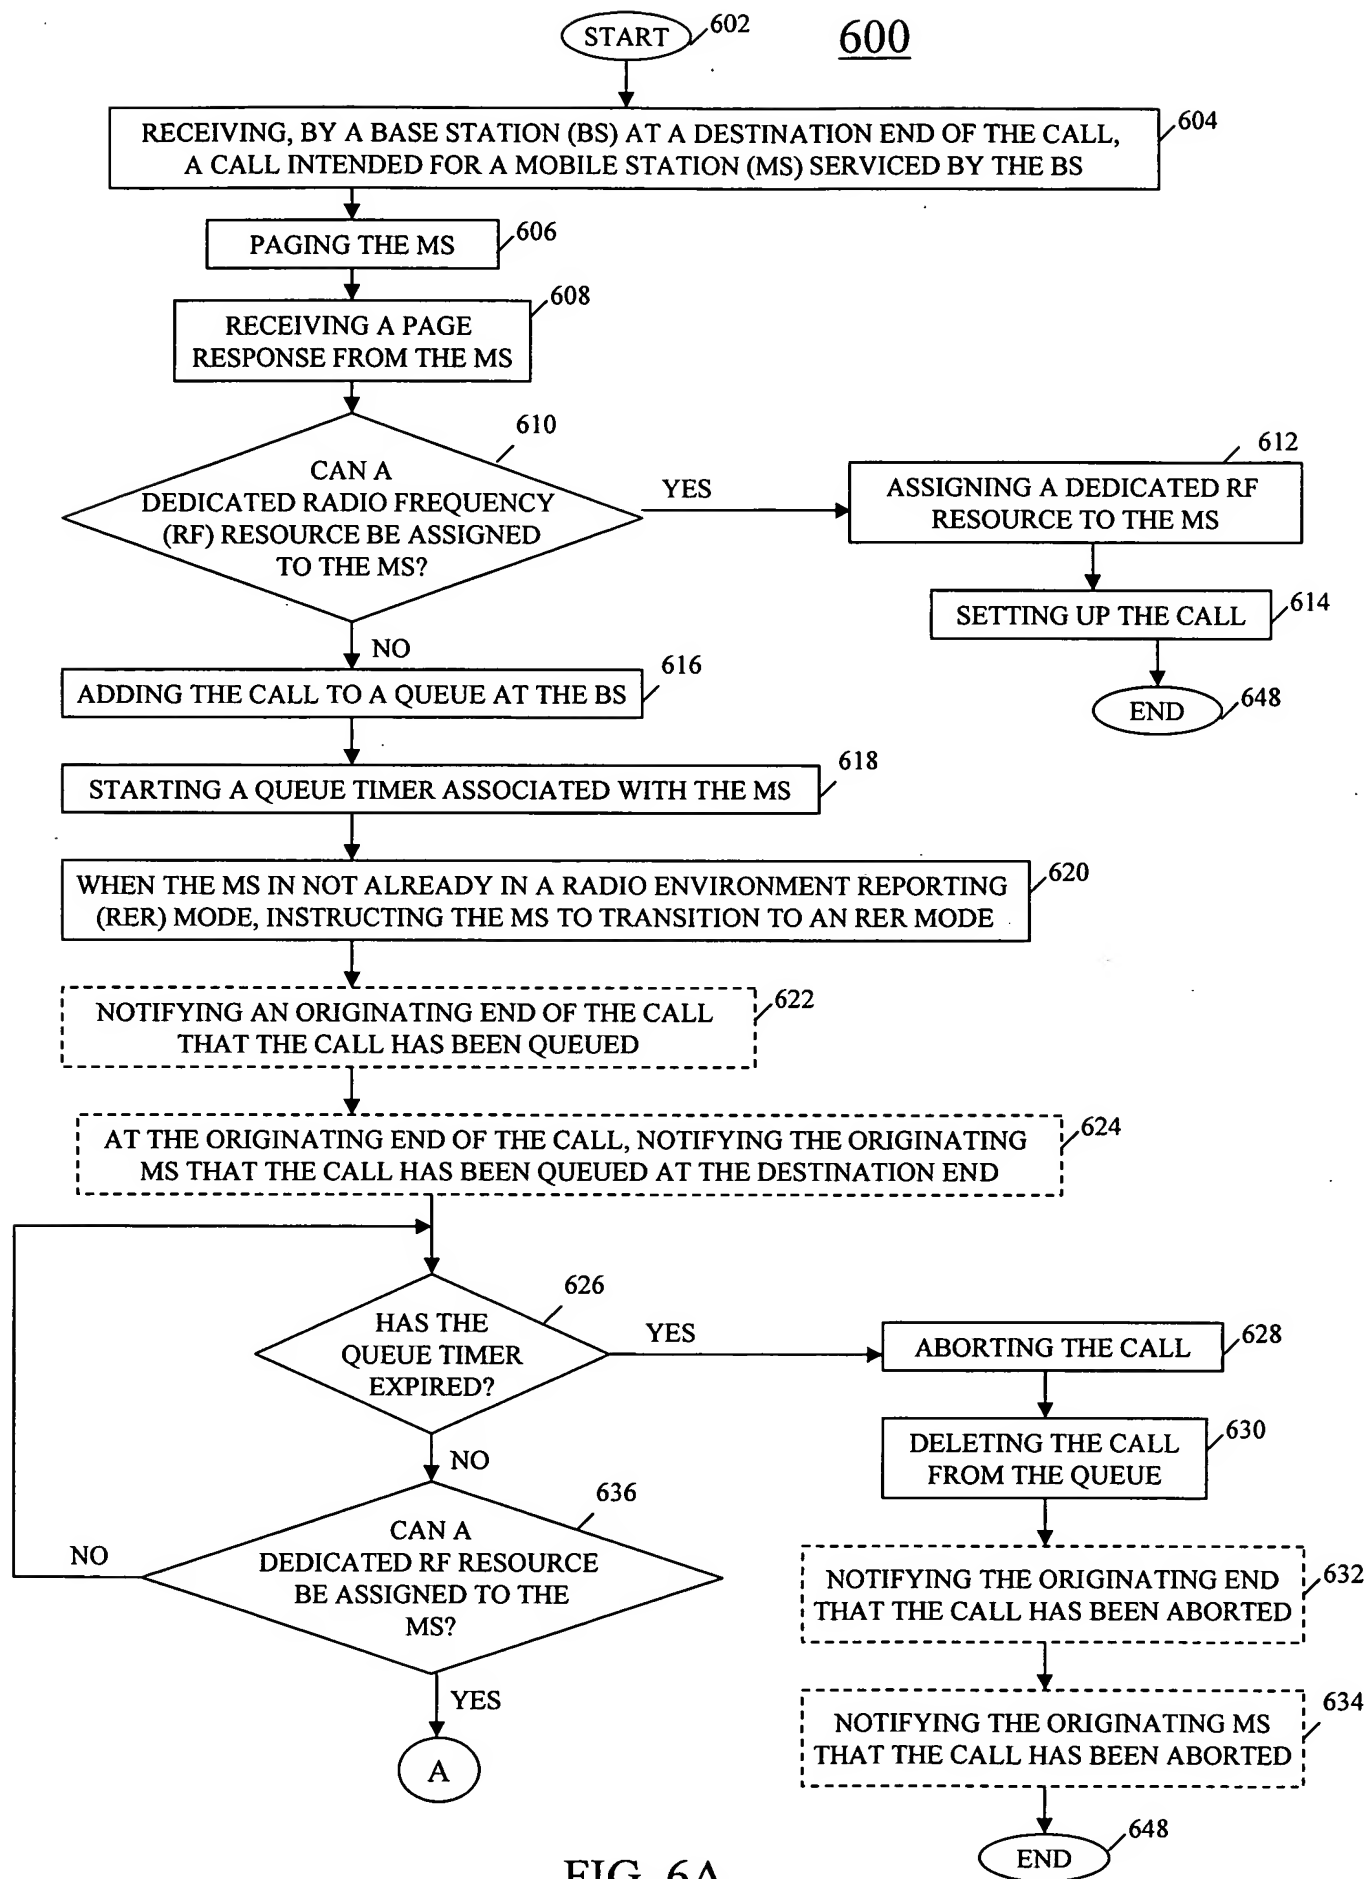 START
602
600
RECEIVING, BY A BASE STATION (BS) AT A DESTINATION END OF THE CALL,
A CALL INTENDED FOR A MOBILE STATION (MS) SERVICED BY THE BS
604
PAGING THE MS
606
RECEIVING A PAGE
RESPONSE FROM THE MS
608
CAN A
DEDICATED RADIO FREQUENCY
(RF) RESOURCE BE ASSIGNED
TO THE MS?
610
YES
ASSIGNING A DEDICATED RF
RESOURCE TO THE MS
612
SETTING UP THE CALL
614
END
648
NO
ADDING THE CALL TO A QUEUE AT THE BS
616
STARTING A QUEUE TIMER ASSOCIATED WITH THE MS
618
WHEN THE MS IN NOT ALREADY IN A RADIO ENVIRONMENT REPORTING
(RER) MODE, INSTRUCTING THE MS TO TRANSITION TO AN RER MODE
620
NOTIFYING AN ORIGINATING END OF THE CALL
THAT THE CALL HAS BEEN QUEUED
622
AT THE ORIGINATING END OF THE CALL, NOTIFYING THE ORIGINATING
MS THAT THE CALL HAS BEEN QUEUED AT THE DESTINATION END
624
HAS THE
QUEUE TIMER
EXPIRED?
626
YES
ABORTING THE CALL
628
DELETING THE CALL
FROM THE QUEUE
630
NOTIFYING THE ORIGINATING END
THAT THE CALL HAS BEEN ABORTED
632
NOTIFYING THE ORIGINATING MS
THAT THE CALL HAS BEEN ABORTED
634
END
648
NO
CAN A
DEDICATED RF RESOURCE
BE ASSIGNED TO THE
MS?
636
NO
YES
A
FIG. 6A